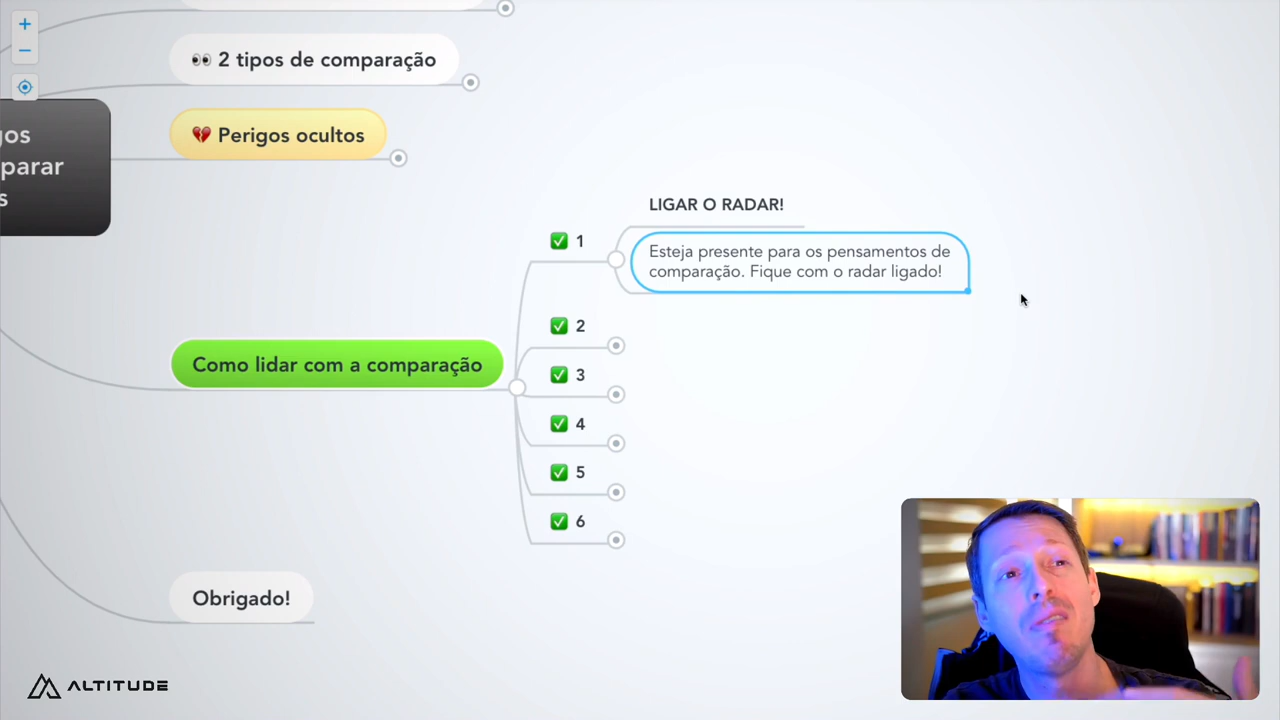 👀 2 tipos de comparação
💔 Perigos ocultos
gos
parar
s
LIGAR O RADAR!
✅ 1
Esteja presente para os pensamentos de
comparação. Fique com o radar ligado!
✅ 2
Como lidar com a comparação
✅ 3
✅ 4
✅ 5
✅ 6
Obrigado!
ALTITUDE